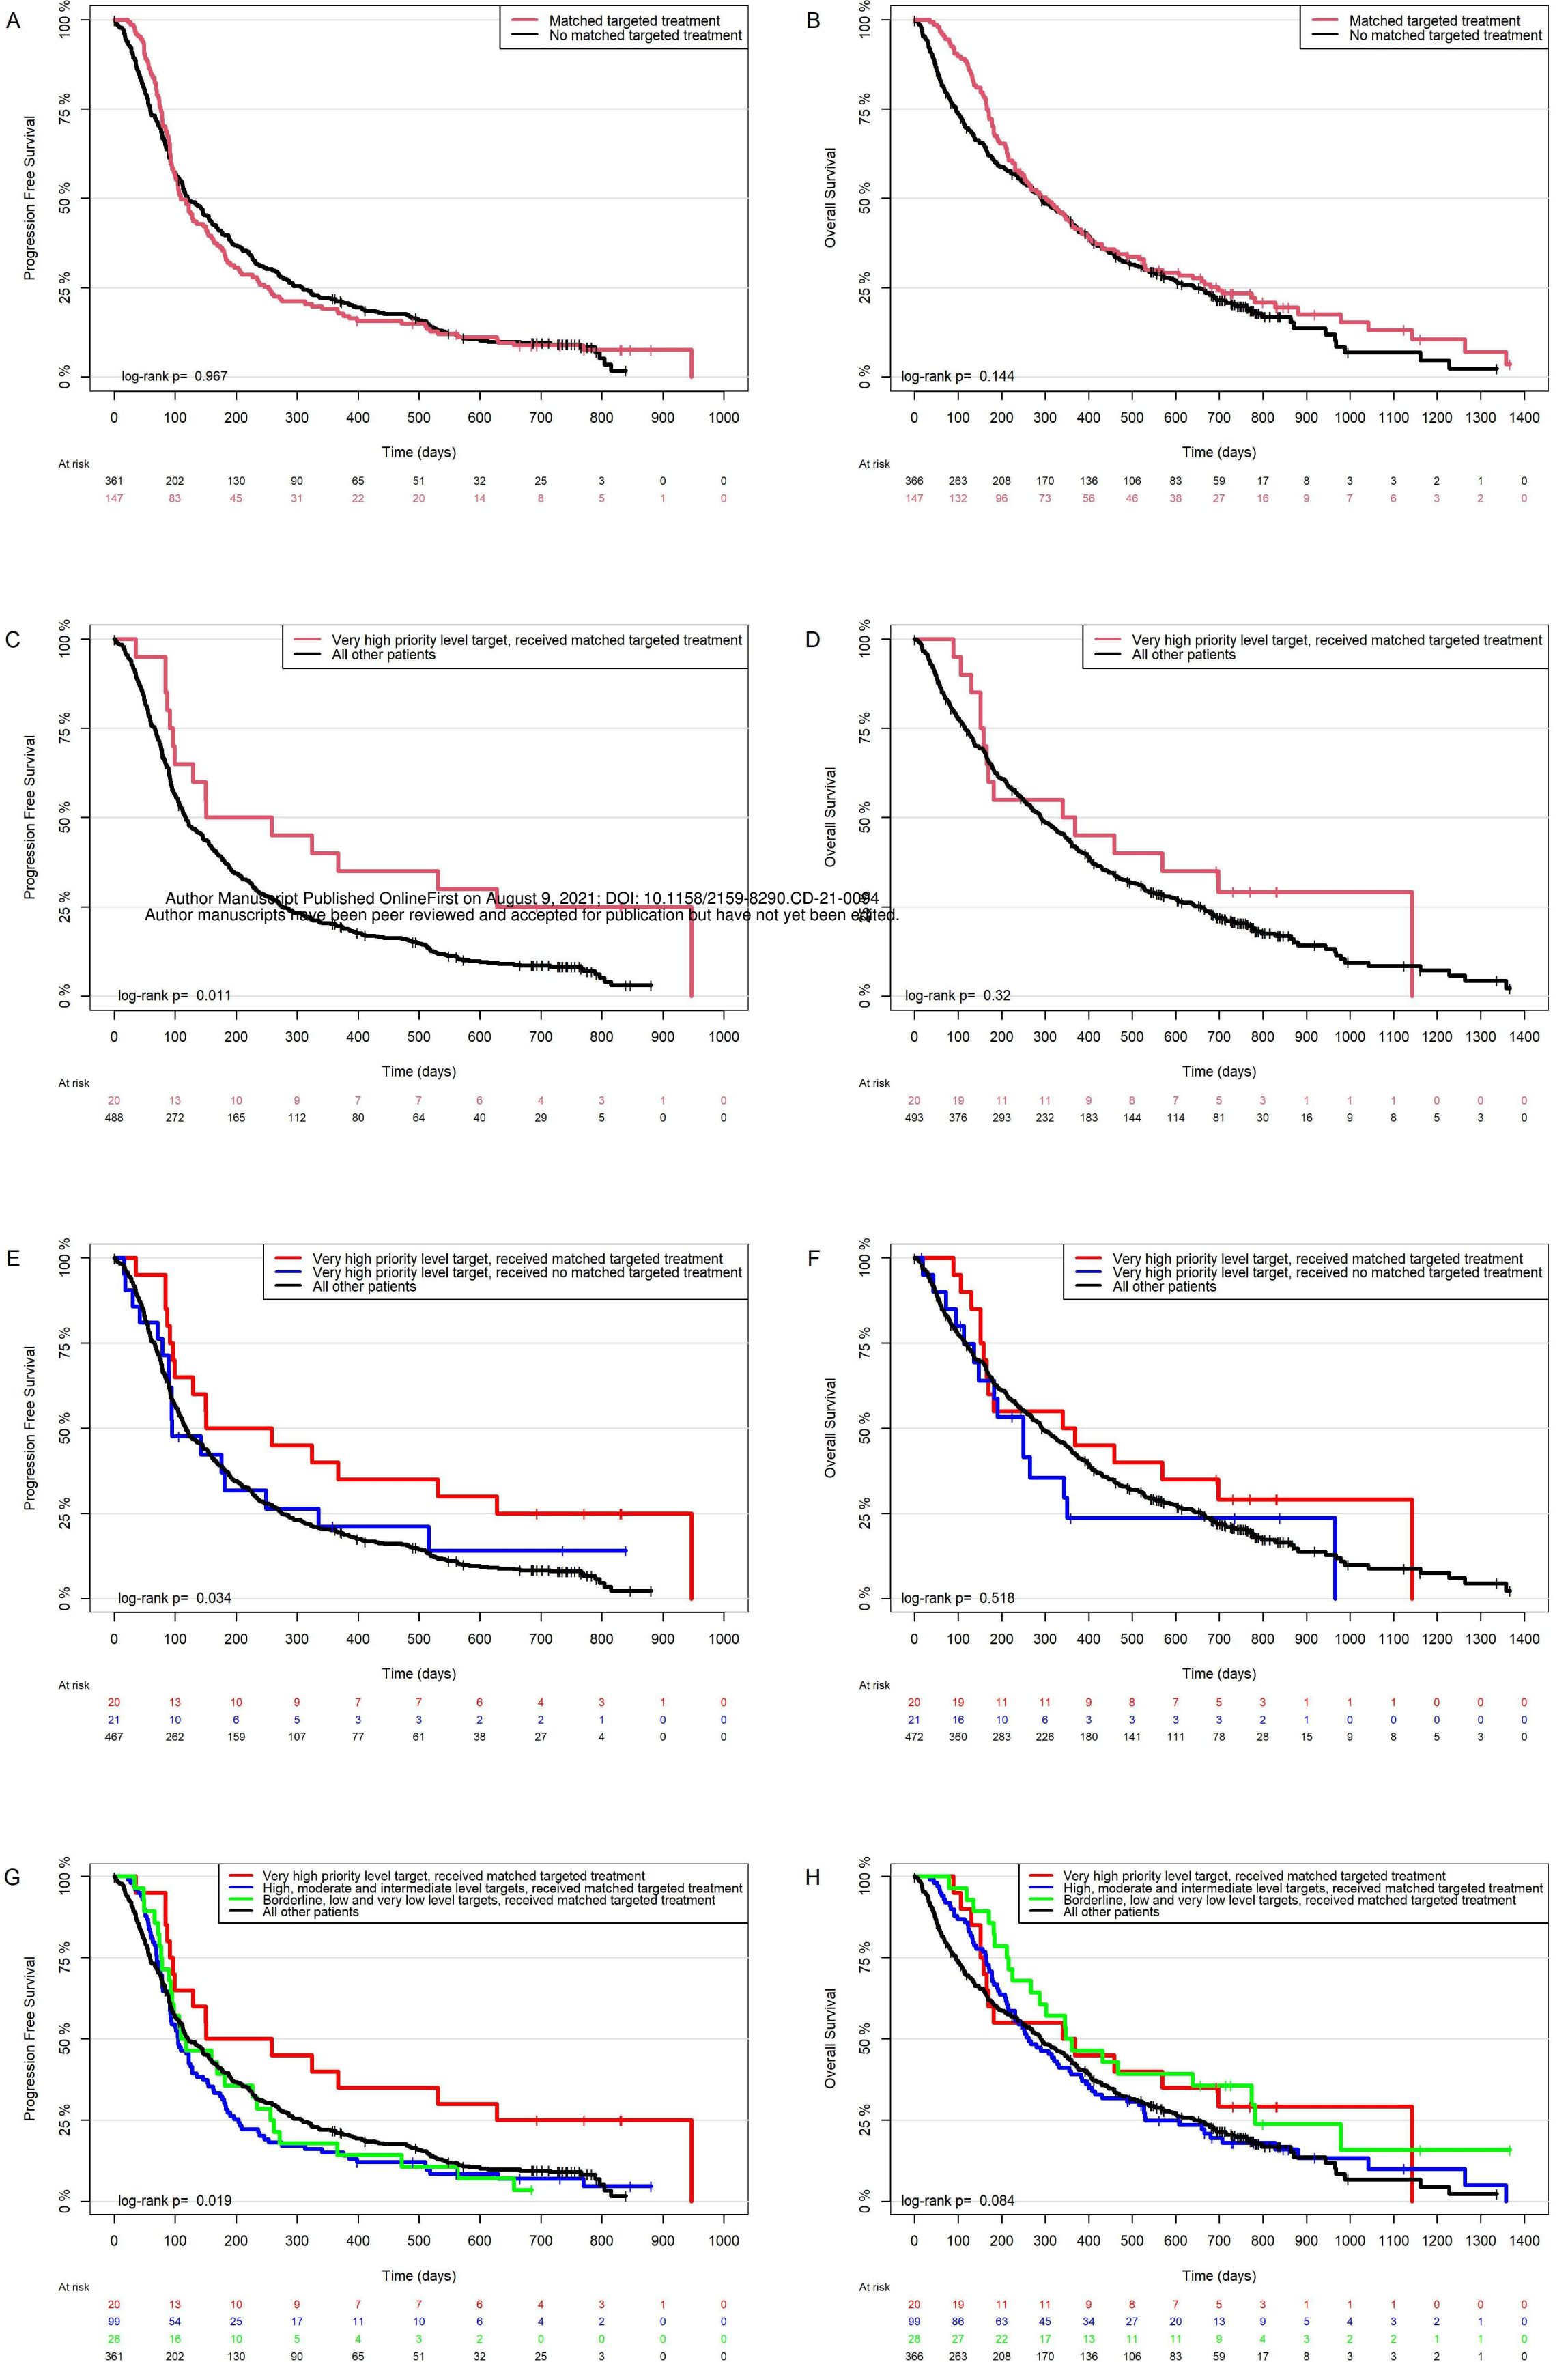 A
100 %
75 %
50 %
25 %
0 %
Progression Free Survival
Matched targeted treatment
No matched targeted treatment
log-rank p= 0.967
0 100 200 300 400 500 600 700 800 900 1000
Time (days)
At risk
361 202 130 90 65 51 32 25 3 0 0
147 83 45 31 22 20 14 8 5 1 0
B
100 %
75 %
50 %
25 %
0 %
Overall Survival
Matched targeted treatment
No matched targeted treatment
log-rank p= 0.144
0 100 200 300 400 500 600 700 800 900 1000 1100 1200 1300 1400
Time (days)
At risk
366 263 208 170 136 106 83 59 17 8 3 3 2 1 0
147 132 96 73 56 46 38 27 16 9 7 6 3 2 0
C
100 %
75 %
50 %
25 %
0 %
Progression Free Survival
Very high priority level target, received matched targeted treatment
All other patients
log-rank p= 0.011
0 100 200 300 400 500 600 700 800 900 1000
Time (days)
At risk
20 13 10 9 7 7 6 4 3 1 0
488 272 165 112 80 64 40 29 5 0 0
D
100 %
75 %
50 %
25 %
0 %
Overall Survival
Very high priority level target, received matched targeted treatment
All other patients
log-rank p= 0.32
0 100 200 300 400 500 600 700 800 900 1000 1100 1200 1300 1400
Time (days)
At risk
20 19 11 11 9 8 7 5 3 1 1 1 0 0 0
493 376 293 232 183 144 114 81 30 16 9 8 5 3 0
Author Manuscript Published OnlineFirst on August 9, 2021; DOI: 10.1158/2159-8290.CD-21-0094
Author manuscripts have been peer reviewed and accepted for publication but have not yet been edited.
E
100 %
75 %
50 %
25 %
0 %
Progression Free Survival
Very high priority level target, received matched targeted treatment
Very high priority level target, received no matched targeted treatment
All other patients
log-rank p= 0.034
0 100 200 300 400 500 600 700 800 900 1000
Time (days)
At risk
20 13 10 9 7 7 6 4 3 1 0
21 10 6 5 3 3 2 2 1 0 0
467 262 159 107 77 61 38 27 4 0 0
F
100 %
75 %
50 %
25 %
0 %
Overall Survival
Very high priority level target, received matched targeted treatment
Very high priority level target, received no matched targeted treatment
All other patients
log-rank p= 0.518
0 100 200 300 400 500 600 700 800 900 1000 1100 1200 1300 1400
Time (days)
At risk
20 19 11 11 9 8 7 5 3 1 1 1 0 0 0
21 16 10 6 3 3 3 3 2 1 0 0 0 0 0
472 360 283 226 180 141 111 78 28 15 9 8 5 3 0
G
100 %
75 %
50 %
25 %
0 %
Progression Free Survival
Very high priority level target, received matched targeted treatment
High, moderate and intermediate level targets, received matched targeted treatment
Borderline, low and very low level targets, received matched targeted treatment
All other patients
log-rank p= 0.019
0 100 200 300 400 500 600 700 800 900 1000
Time (days)
At risk
20 13 10 9 7 7 6 4 3 1 0
99 54 25 17 11 10 6 4 2 0 0
28 16 10 5 4 3 2 0 0 0 0
361 202 130 90 65 51 32 25 3 0 0
H
100 %
75 %
50 %
25 %
0 %
Overall Survival
Very high priority level target, received matched targeted treatment
High, moderate and intermediate level targets, received matched targeted treatment
Borderline, low and very low level targets, received matched targeted treatment
All other patients
log-rank p= 0.084
0 100 200 300 400 500 600 700 800 900 1000 1100 1200 1300 1400
Time (days)
At risk
20 19 11 11 9 8 7 5 3 1 1 1 0 0 0
99 86 63 45 34 27 20 13 9 5 4 3 2 1 0
28 27 22 17 13 11 11 9 4 3 2 2 1 1 0
366 263 208 170 136 106 83 59 17 8 3 3 2 1 0